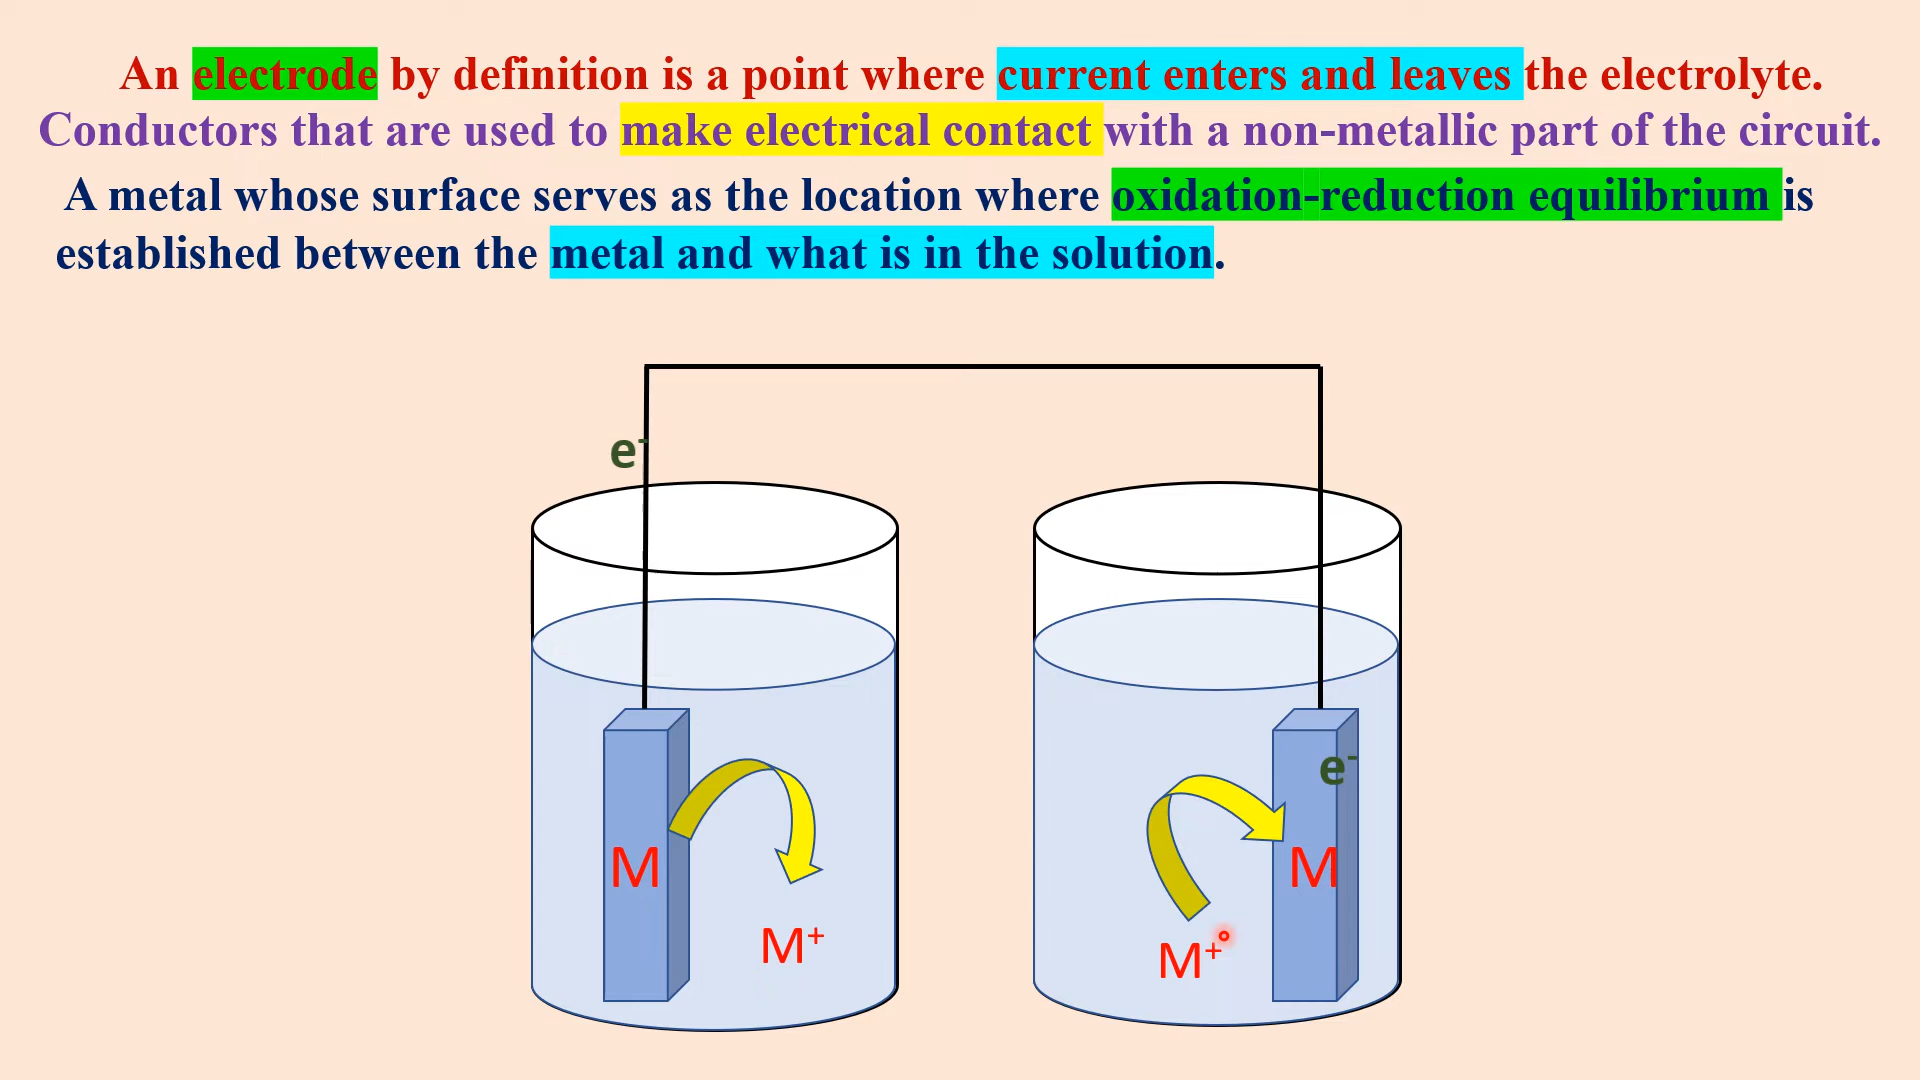 An electrode by definition is a point where current enters and leaves the electrolyte.
Conductors that are used to make electrical contact with a non-metallic part of the circuit.
A metal whose surface serves as the location where oxidation-reduction equilibrium is
established between the metal and what is in the solution.
e⁻
e⁻
M
M
M⁺
M⁺